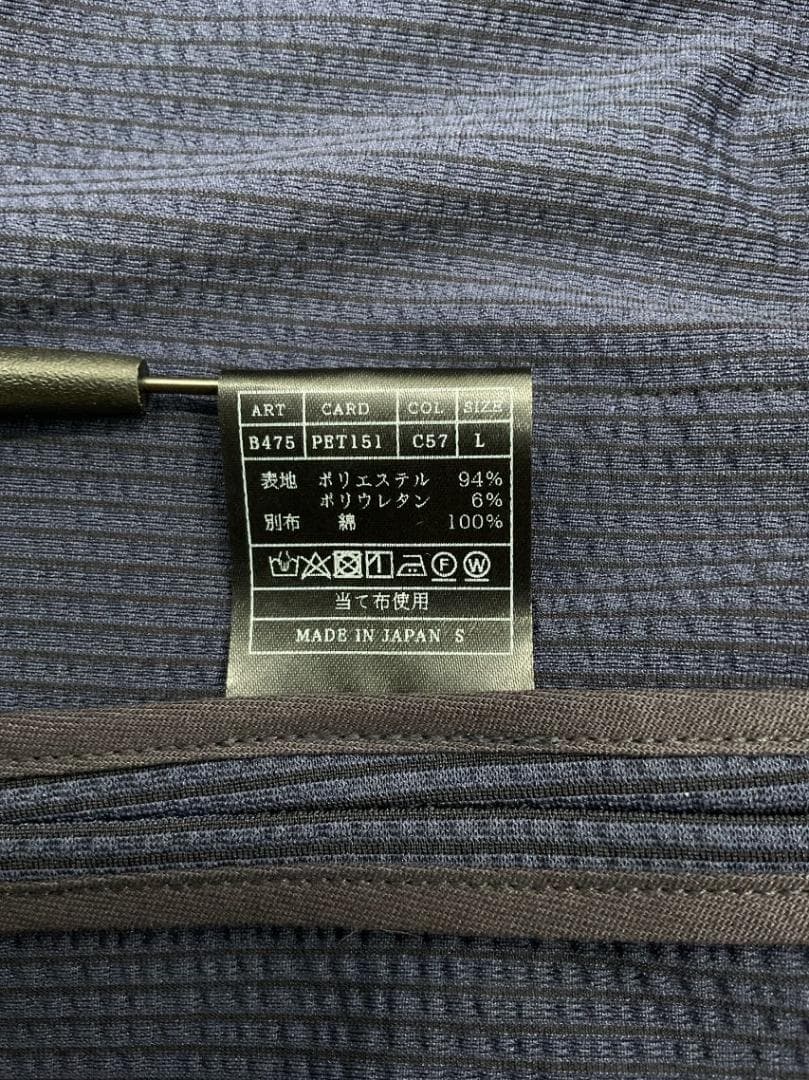 ART CARD COL SIZE
B475 PET151 C57 L
表地 ポリエステル 94%
ポリウレタン 6%
別布 綿 100%
F W
当て布使用
MADE IN JAPAN S